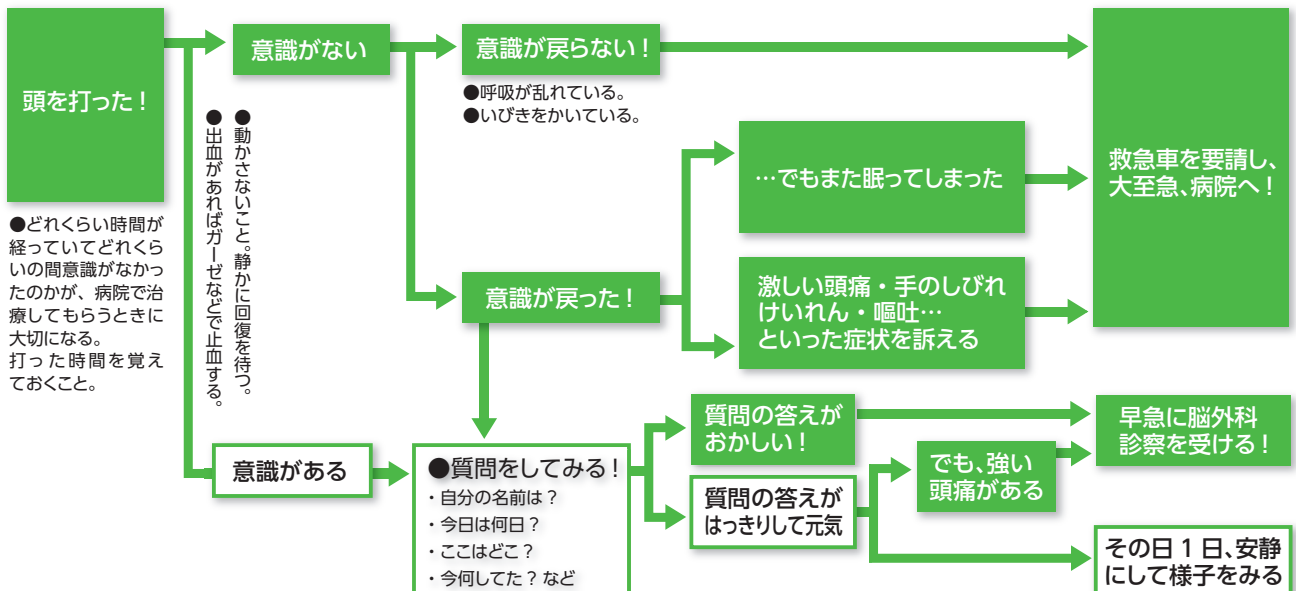 頭を打った！
●どれくらい時間が
経っていてどれくら
いの間意識がなかっ
たのかが、病院で治
療してもらうときに
大切になる。
打った時間を覚え
ておくこと。
意識がない
●動かさないこと。静かに回復を待つ。
●出血があればガーゼなどで止血する。
意識が戻らない！
●呼吸が乱れている。
●いびきをかいている。
意識が戻った！
…でもまた眠ってしまった
激しい頭痛・手のしびれ
けいれん・嘔吐…
といった症状を訴える
救急車を要請し、
大至急、病院へ！
意識がある
●質問をしてみる！
・自分の名前は？
・今日は何日？
・ここはどこ？
・今何してた？など
質問の答えが
おかしい！
質問の答えが
はっきりして元気
でも、強い
頭痛がある
早急に脳外科
診察を受ける！
その日１日、安静
にして様子をみる